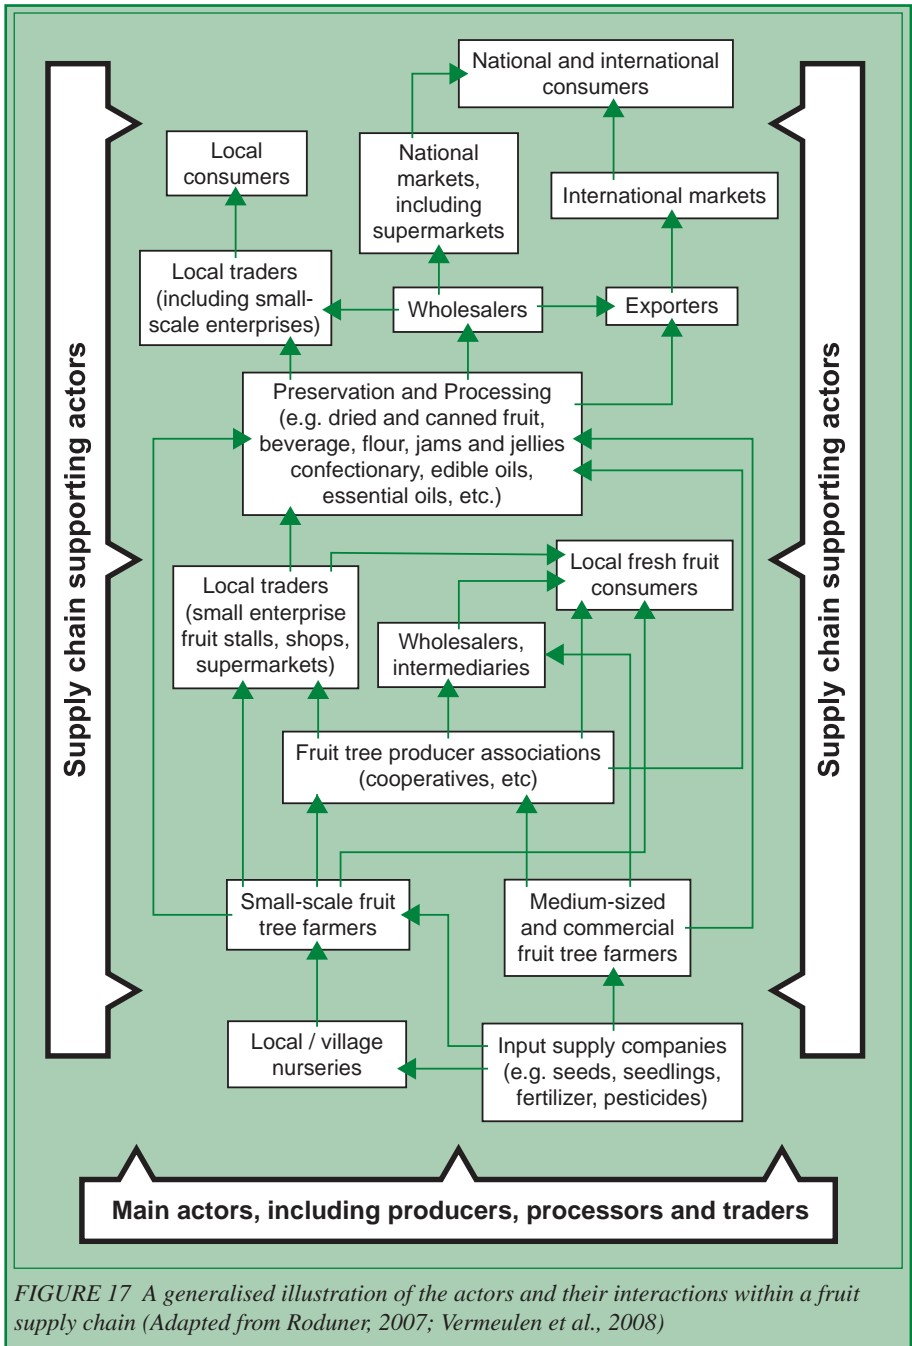 National and international
consumers
Local
consumers
National
markets,
including
supermarkets
International markets
Local traders
(including small-
scale enterprises)
Wholesalers
Exporters
Preservation and Processing
(e.g. dried and canned fruit,
beverage, flour, jams and jellies
confectionary, edible oils,
essential oils, etc.)
Supply chain supporting actors
Supply chain supporting actors
Local traders
(small enterprise
fruit stalls, shops,
supermarkets)
Local fresh fruit
consumers
Wholesalers,
intermediaries
Fruit tree producer associations
(cooperatives, etc)
Small-scale fruit
tree farmers
Medium-sized
and commercial
fruit tree farmers
Local / village
nurseries
Input supply companies
(e.g. seeds, seedlings,
fertilizer, pesticides)
Main actors, including producers, processors and traders
FIGURE 17 A generalised illustration of the actors and their interactions within a fruit
supply chain (Adapted from Roduner, 2007; Vermeulen et al., 2008)